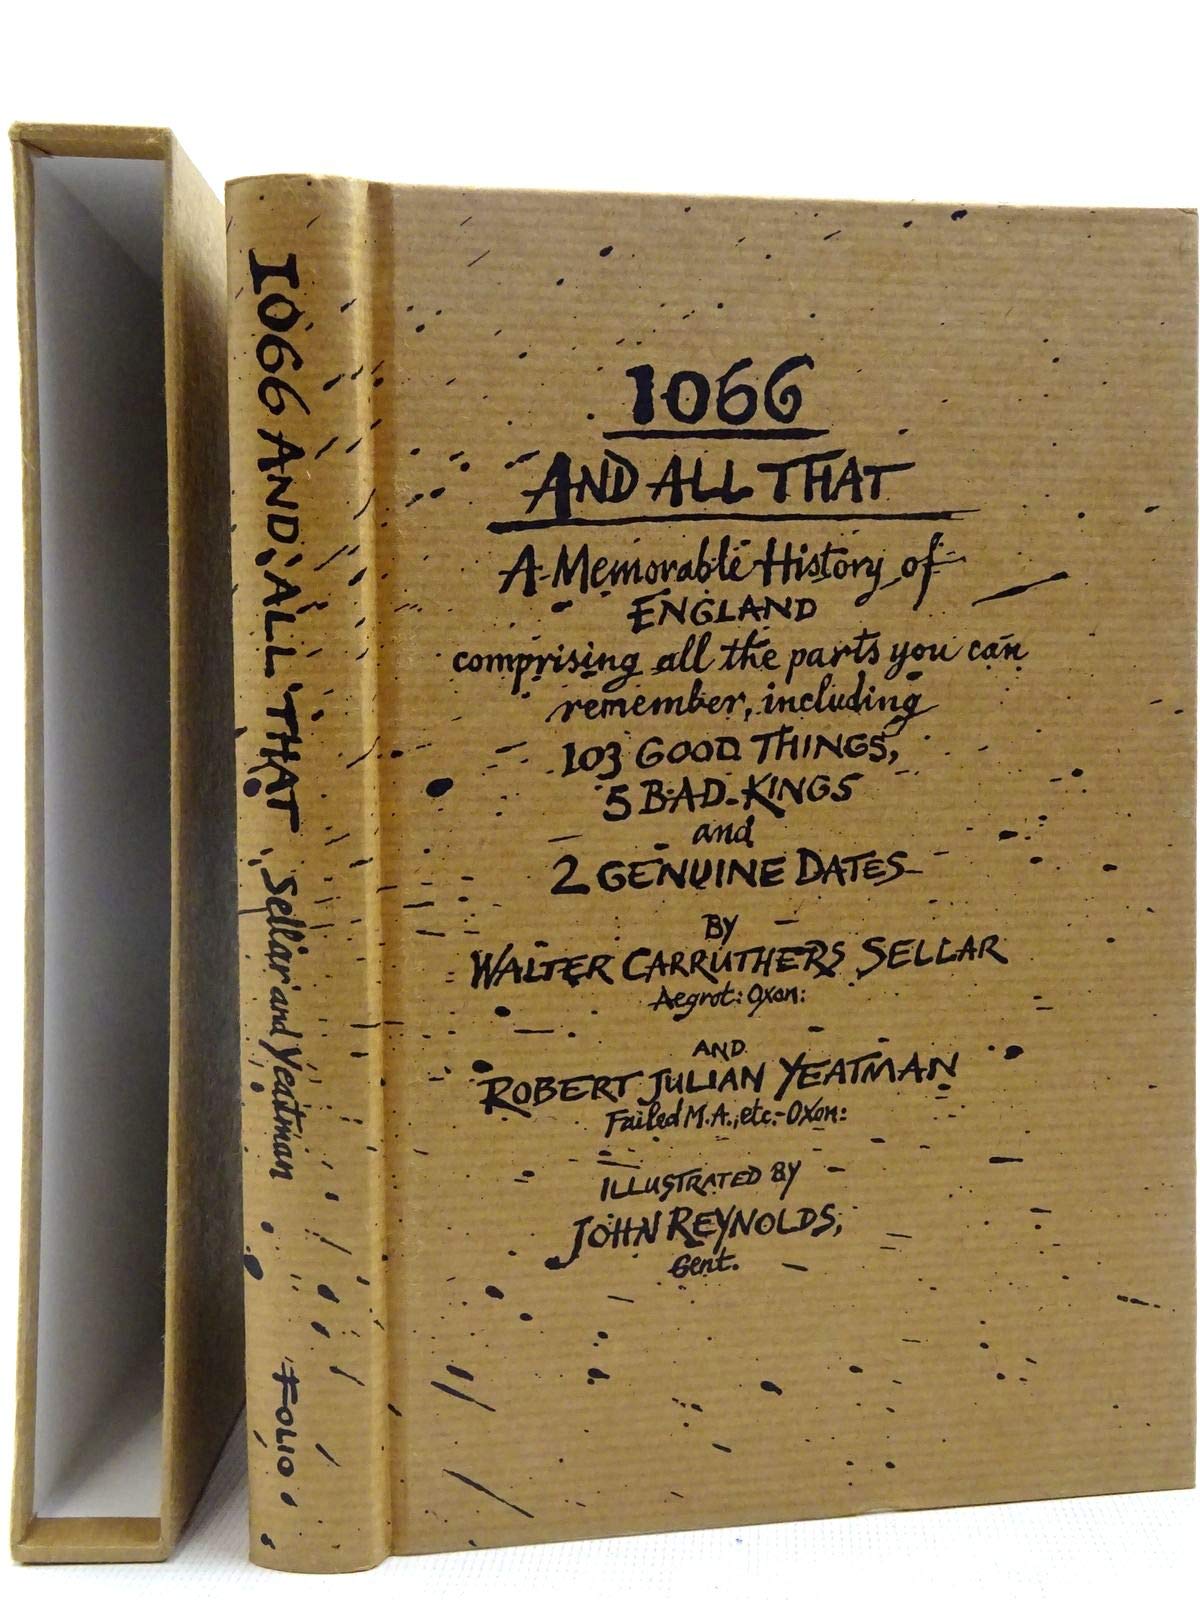 1066 AND ALL THAT Sellar and Yeatman FOLIO
1066
AND ALL THAT
A Memorable History of
ENGLAND
comprising all the parts you can
remember, including
103 GOOD THINGS,
5 BAD KINGS
and
2 GENUINE DATES
BY
WALTER CARRUTHERS SELLAR
Aegrot: Oxon:
AND
ROBERT JULIAN YEATMAN
Failed M.A., etc. Oxon:
ILLUSTRATED BY
JOHN REYNOLDS,
Gent.